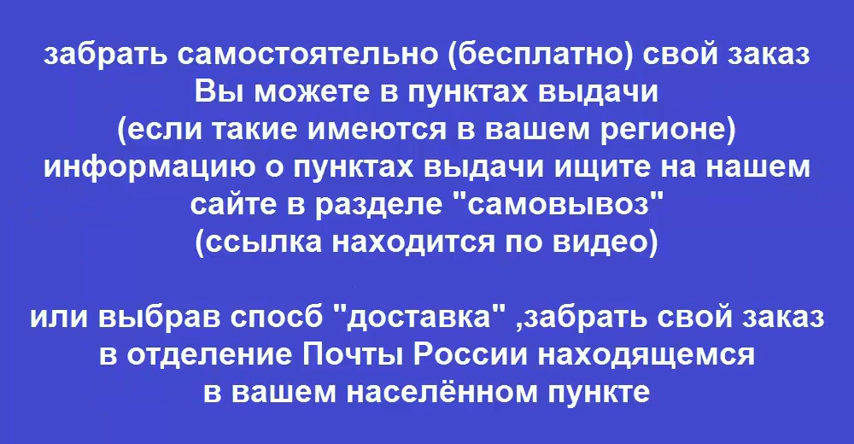 забрать самостоятельно (бесплатно) свой заказ
Вы можете в пунктах выдачи
(если такие имеются в вашем регионе)
информацию о пунктах выдачи ищите на нашем
сайте в разделе "самовывоз"
(ссылка находится по видео)
или выбрав спосб "доставка" ,забрать свой заказ
в отделение Почты России находящемся
в вашем населённом пункте